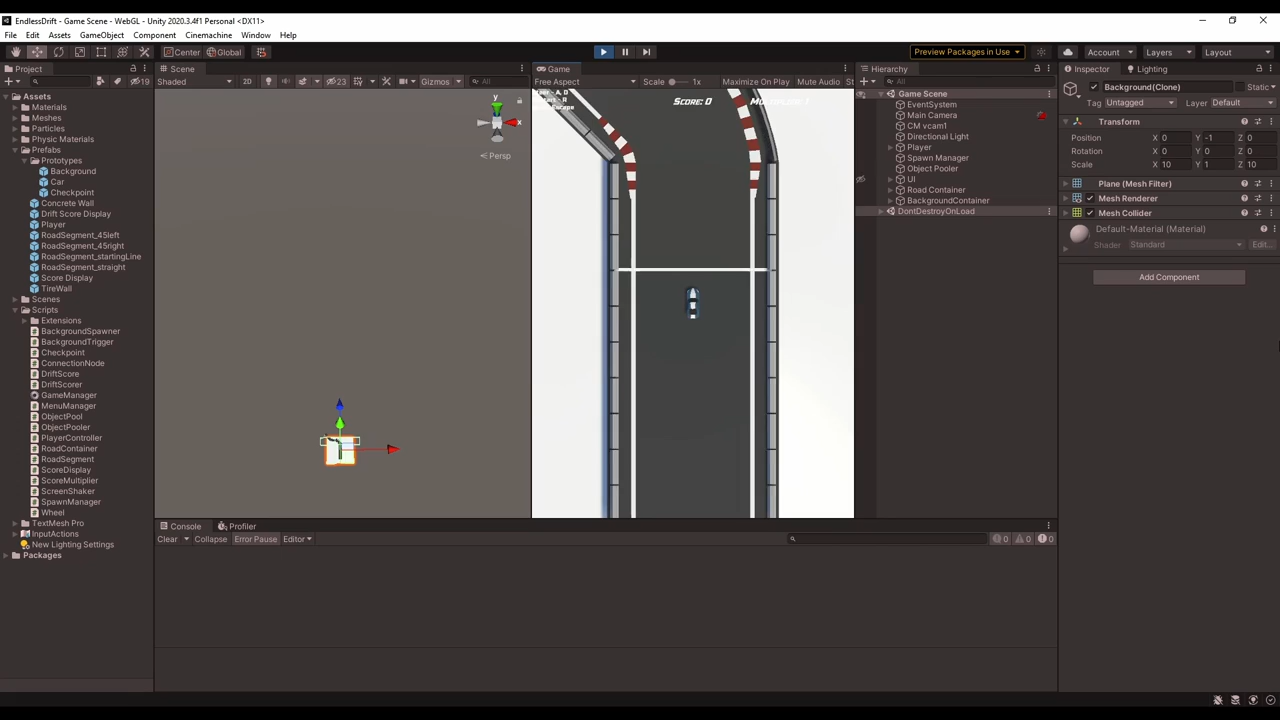 EndlessDrift - Game Scene - WebGL - Unity 2020.3.4f1 Personal <DX11>
File Edit Assets GameObject Component Cinemachine Window Help
Center Global Preview Packages in Use Account Layers Layout
Project
19
Assets
Materials
Meshes
Particles
Physic Materials
Prefabs
Prototypes
Background
Car
Checkpoint
Concrete Wall
Drift Score Display
Player
RoadSegment_45left
RoadSegment_45right
RoadSegment_startingLine
RoadSegment_straight
Score Display
TireWall
Scenes
Scripts
Extensions
BackgroundSpawner
BackgroundTrigger
Checkpoint
ConnectionNode
DriftScore
DriftScorer
GameManager
MenuManager
ObjectPool
ObjectPooler
PlayerController
RoadContainer
RoadSegment
ScoreDisplay
ScoreMultiplier
ScreenShaker
SpawnManager
Wheel
TextMesh Pro
InputActions
New Lighting Settings
Packages
Scene
Shaded 2D 23 Gizmos All
y
x
Persp
Game
Free Aspect Scale 1x Maximize On Play Mute Audio St
- A, D
- R
Score: 0
Console Profiler
Clear Collapse Error Pause Editor 0 0 0
Hierarchy
All
Game Scene
EventSystem
Main Camera
CM vcam1
Directional Light
Player
Spawn Manager
Object Pooler
UI
Road Container
BackgroundContainer
DontDestroyOnLoad
Inspector Lighting
Background(Clone) Static
Tag Untagged Layer Default
Transform
Position X 0 Y -1 Z 0
Rotation X 0 Y 0 Z 0
Scale X 10 Y 1 Z 10
Plane (Mesh Filter)
Mesh Renderer
Mesh Collider
Default-Material (Material)
Shader Standard Edit...
Add Component